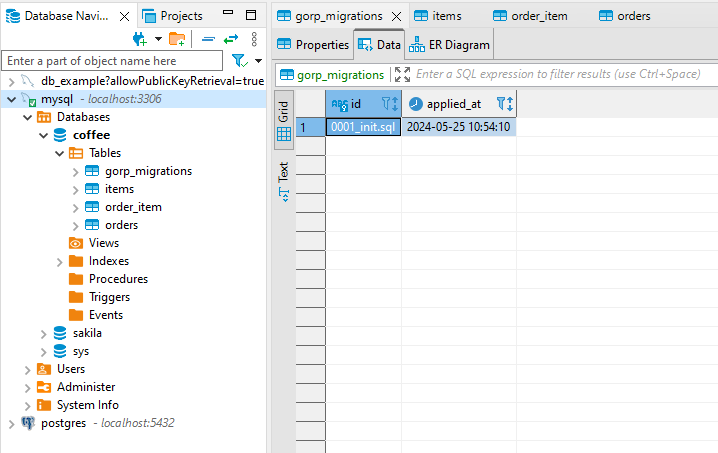 Database Navi...
Projects
Enter a part of object name here
db_example?allowPublicKeyRetrieval=true
mysql - localhost:3306
Databases
coffee
Tables
gorp_migrations
items
order_item
orders
Views
Indexes
Procedures
Triggers
Events
sakila
sys
Users
Administer
System Info
postgres - localhost:5432
gorp_migrations
items
order_item
orders
Properties
Data
ER Diagram
gorp_migrations
Enter a SQL expression to filter results (use Ctrl+Space)
Grid
Text
ABC id
applied_at
1
0001_init.sql
2024-05-25 10:54:10